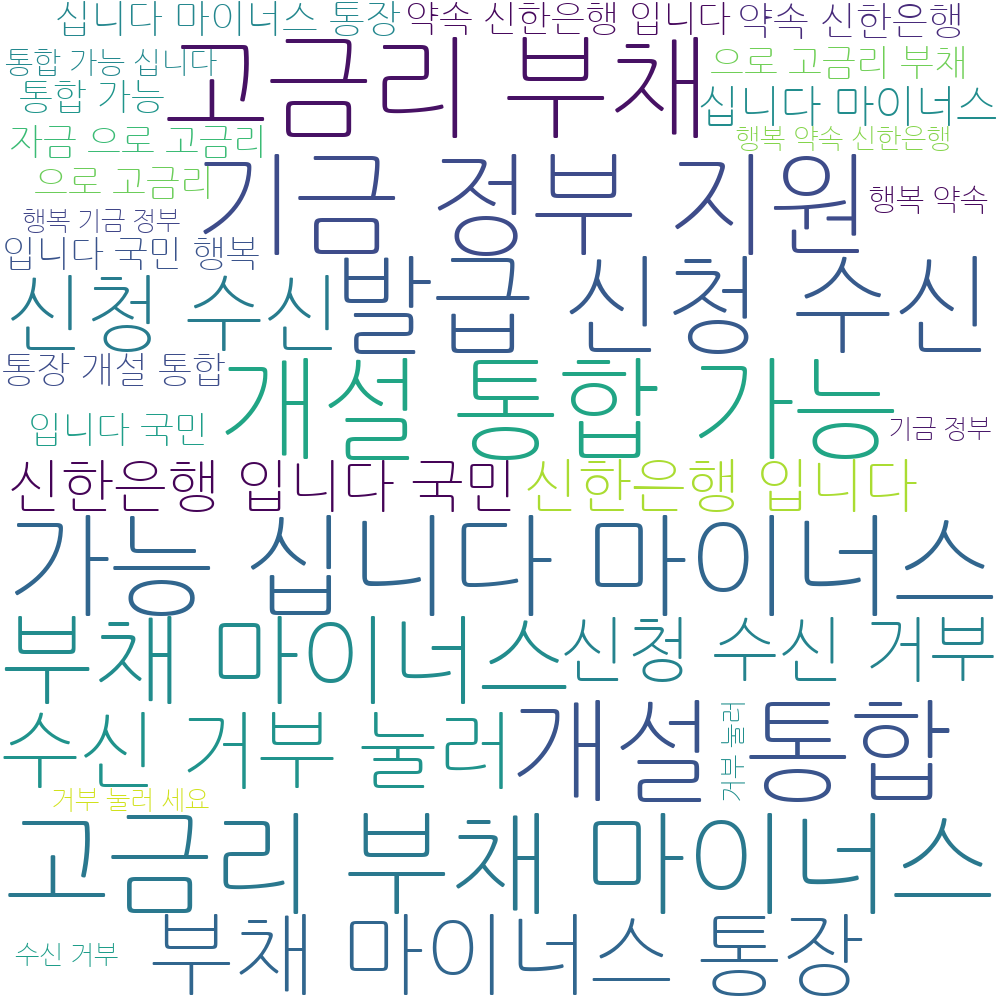 십니다 마이너스 통장
약속 신한은행 입니다
약속 신한은행
통합 가능 십니다
고금리 부채
으로 고금리 부채
통합 가능
십니다 마이너스
자금 으로 고금리
행복 약속 신한은행
기금 정부 지원
으로 고금리
행복 약속
행복 기금 정부
입니다 국민 행복
신청 수신
발급 신청 수신
통장 개설 통합
개설 통합 가능
입니다 국민
기금 정부
신한은행 입니다 국민
신한은행 입니다
가능 십니다 마이너스
부채 마이너스
신청 수신 거부
수신 거부 눌러
개설 통합
거부 눌러
거부 눌러 세요
고금리 부채 마이너스
부채 마이너스 통장
수신 거부